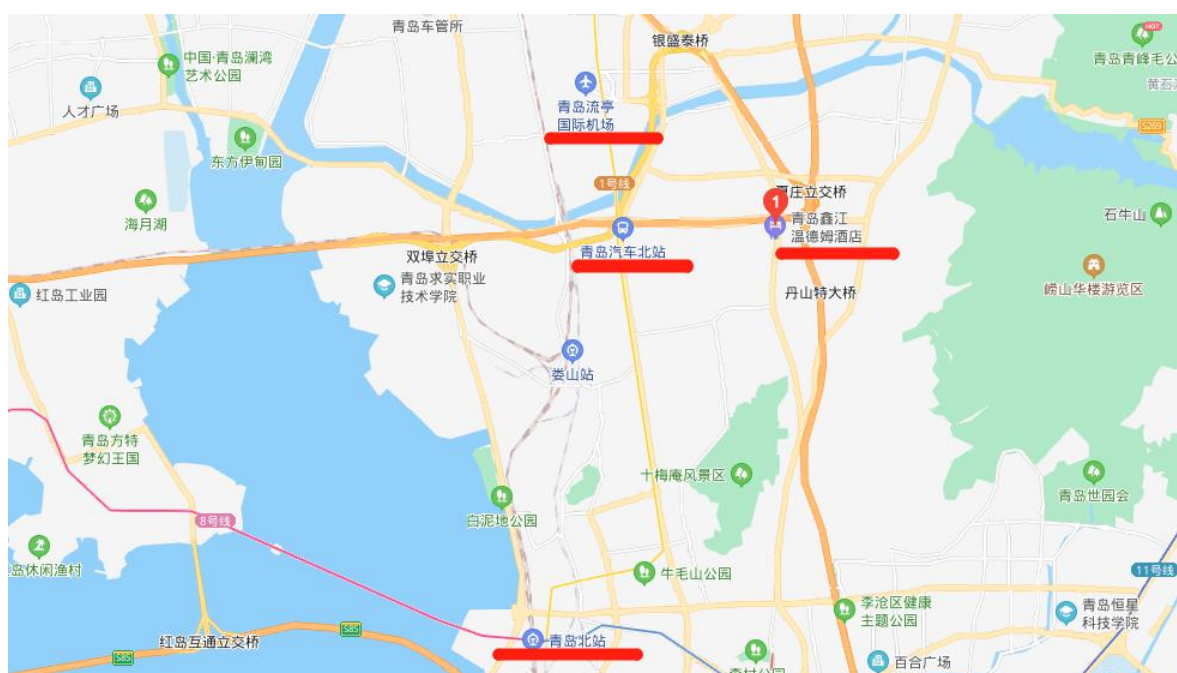 青岛车管所
银盛泰桥
HOT
青岛青峰毛公
中国·青岛澜湾
艺术公园
人才广场
青岛流亭
国际机场
S269
东方伊甸园
1号线
夏庄立交桥
1
海月湖
石牛山
青岛鑫江
温德姆酒店
双埠立交桥
青岛汽车北站
青岛求实职业
技术学院
丹山特大桥
崂山华楼游览区
红岛工业园
娄山站
青岛方特
梦幻王国
十梅庵风景区
青岛世园会
白泥地公园
8号线
岛休闲渔村
牛毛山公园
11号线
李沧区健康
主题公园
青岛恒星
科技学院
红岛互通立交桥
S85
青岛北站
S85
百合广场